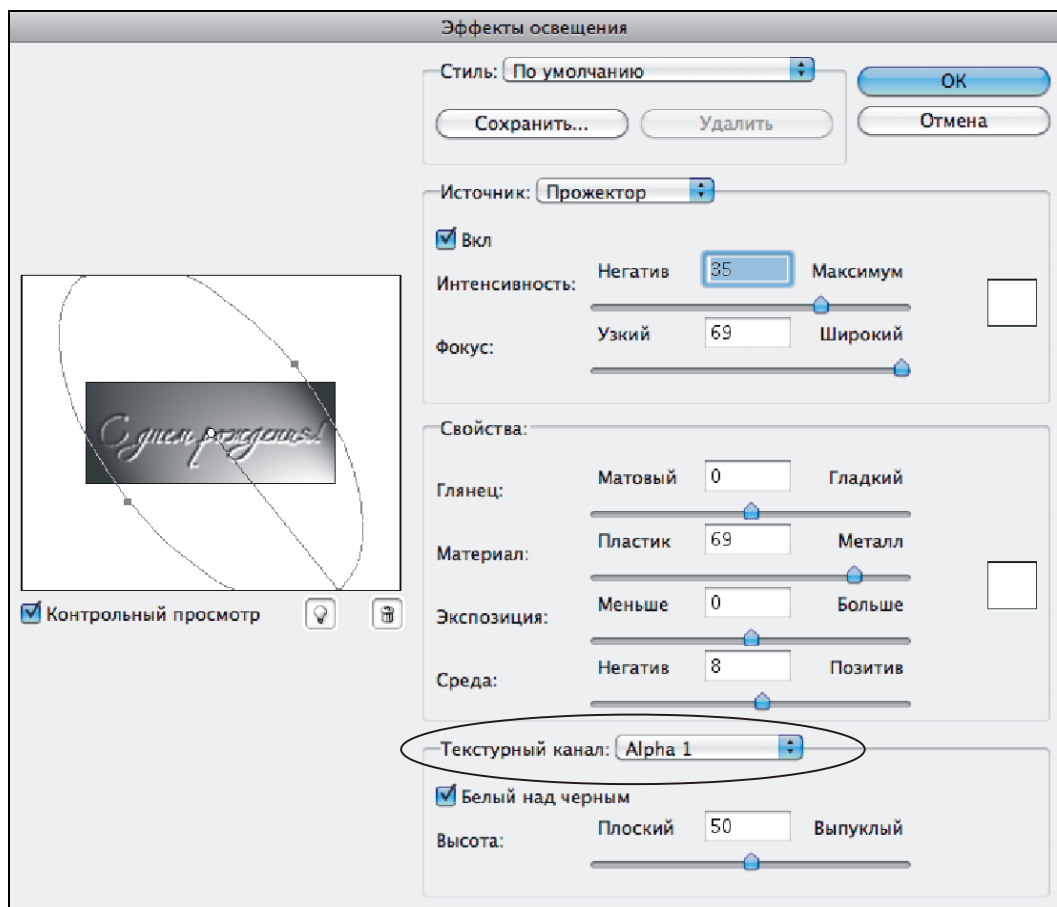 Эффекты освещения
Стиль: По умолчанию
OK
Сохранить...
Удалить
Отмена
Источник: Прожектор
Вкл
Интенсивность:
Негатив 35 Максимум
Фокус:
Узкий 69 Широкий
С днем рождения!
Свойства:
Глянец:
Матовый 0 Гладкий
Материал:
Пластик 69 Металл
Контрольный просмотр
Экспозиция:
Меньше 0 Больше
Среда:
Негатив 8 Позитив
Текстурный канал: Alpha 1
Белый над черным
Высота:
Плоский 50 Выпуклый